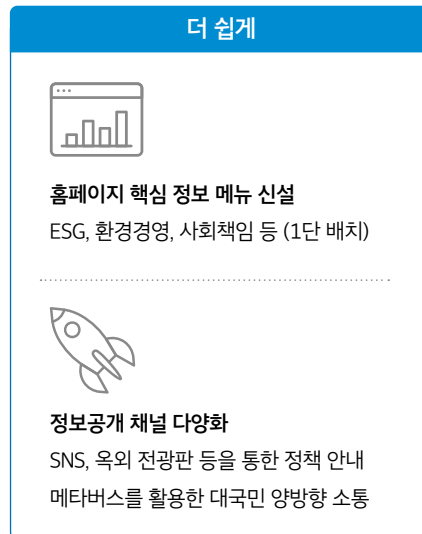 더 쉽게
홈페이지 핵심 정보 메뉴 신설
ESG, 환경경영, 사회책임 등 (1단 배치)
정보공개 채널 다양화
SNS, 옥외 전광판 등을 통한 정책 안내
메타버스를 활용한 대국민 양방향 소통